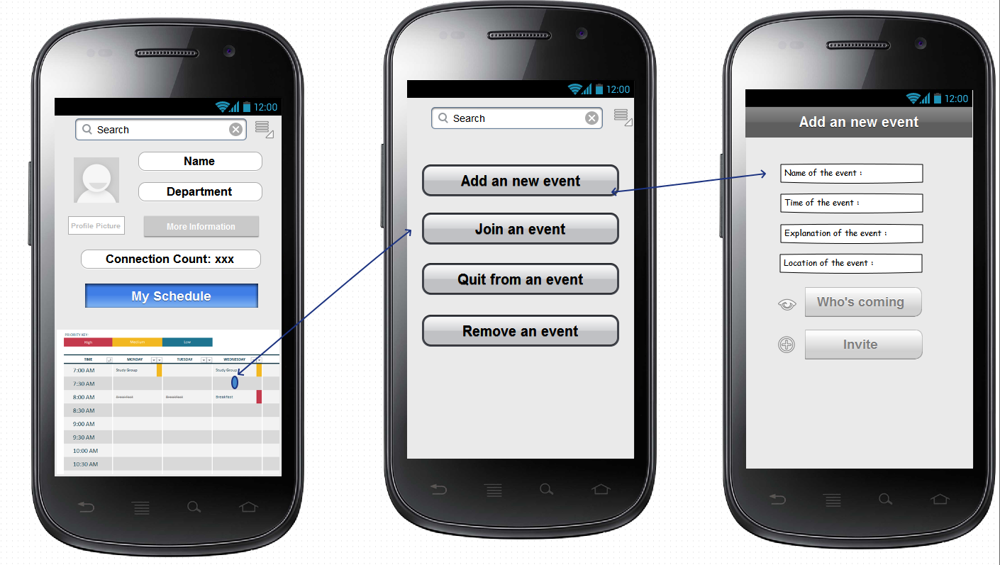 12:00
Search
Name
Department
Profile Picture
More Information
Connection Count: xxx
My Schedule
PRIORITY KEY:
High Medium Low
TIME MONDAY TUESDAY WEDNESDAY
7:00 AM Study Group Study Group
7:30 AM
8:00 AM Breakfast Breakfast Breakfast
8:30 AM
9:00 AM
9:30 AM
10:00 AM
10:30 AM
12:00
Search
Add an new event
Join an event
Quit from an event
Remove an event
12:00
Add an new event
Name of the event :
Time of the event :
Explanation of the event :
Location of the event :
Who's coming
Invite